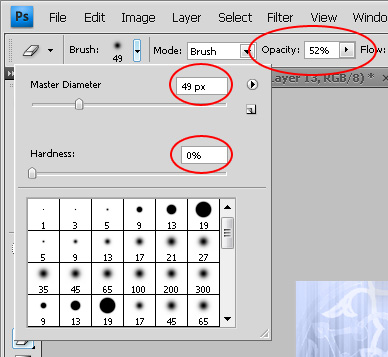 Ps File Edit Image Layer Select Filter View Wind
Brush: 49 Mode: Brush Opacity: 52% Flow:
Layer 13, RGB/8) * ×
Master Diameter 49 px
Hardness: 0%
1 3 5 9 13 19
5 9 13 17 21 27
35 45 65 100 200 300
9 13 19 17 45 65